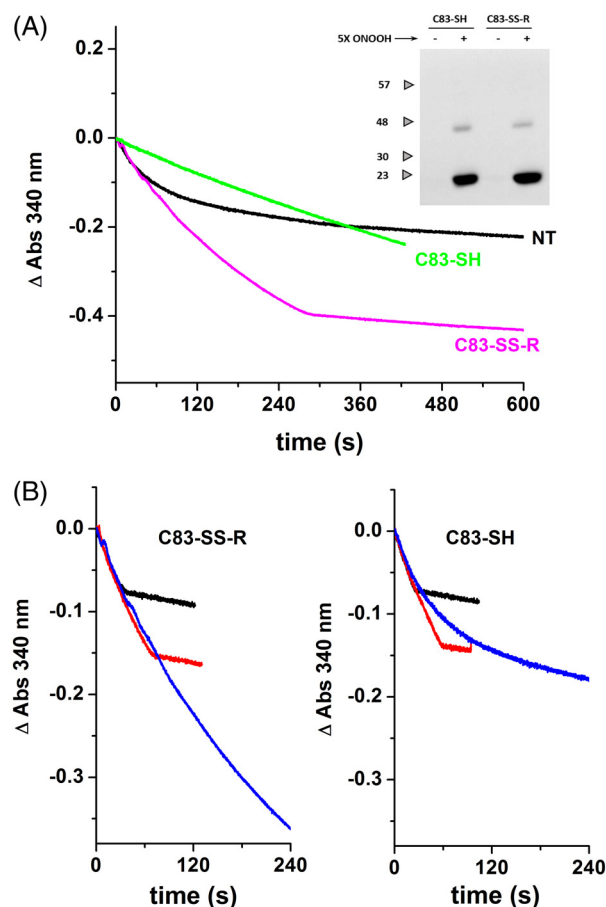 (A)
C83-SH C83-SS-R
5X ONOOH - + - +
57
48
30
23
0.2
0.0
-0.2
-0.4
Δ Abs 340 nm
NT
C83-SH
C83-SS-R
0 120 240 360 480 600
time (s)
(B)
C83-SS-R
0.0
-0.1
-0.2
-0.3
Δ Abs 340 nm
0 120 240
time (s)
C83-SH
0.0
-0.1
-0.2
-0.3
Δ Abs 340 nm
0 120 240
time (s)